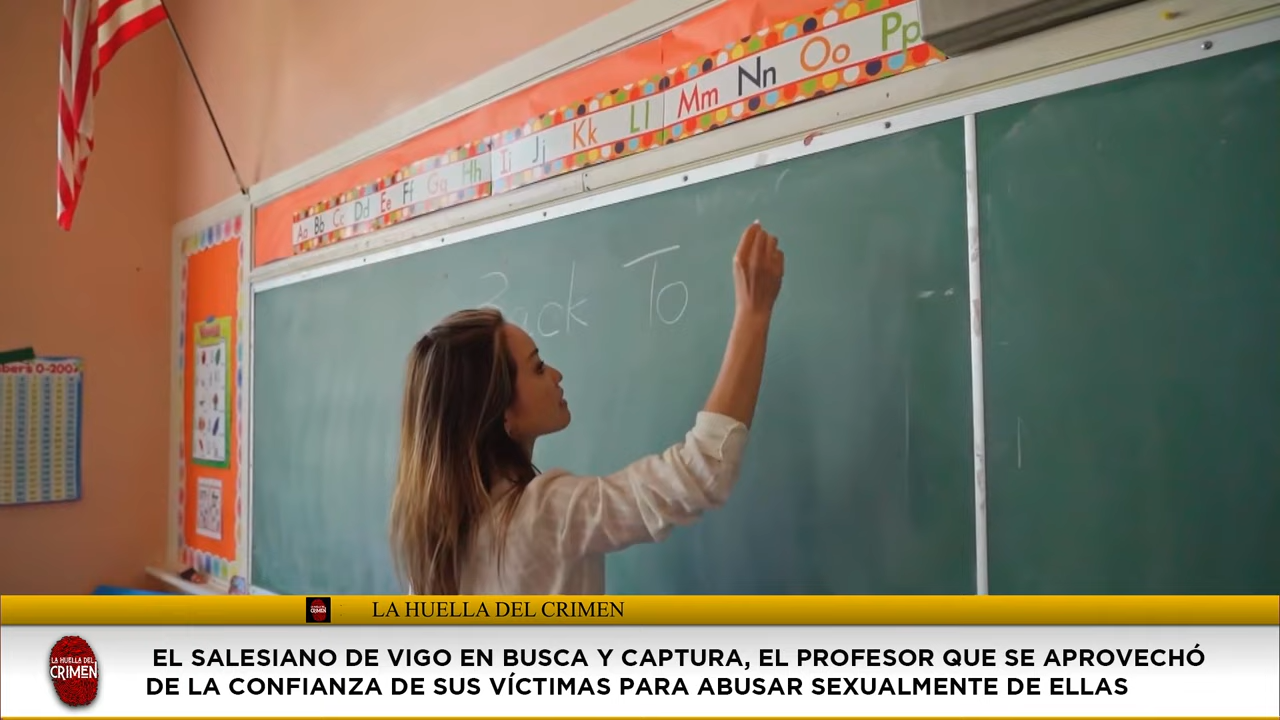 Aa Bb Cc Dd Ee Ff Gg Hh Ii Jj Kk Ll Mm Nn Oo Pp
Back To
bers 0-200
LA HUELLA DEL CRIMEN
LA HUELLA DEL
CRIMEN
EL SALESIANO DE VIGO EN BUSCA Y CAPTURA, EL PROFESOR QUE SE APROVECHÓ
DE LA CONFIANZA DE SUS VÍCTIMAS PARA ABUSAR SEXUALMENTE DE ELLAS